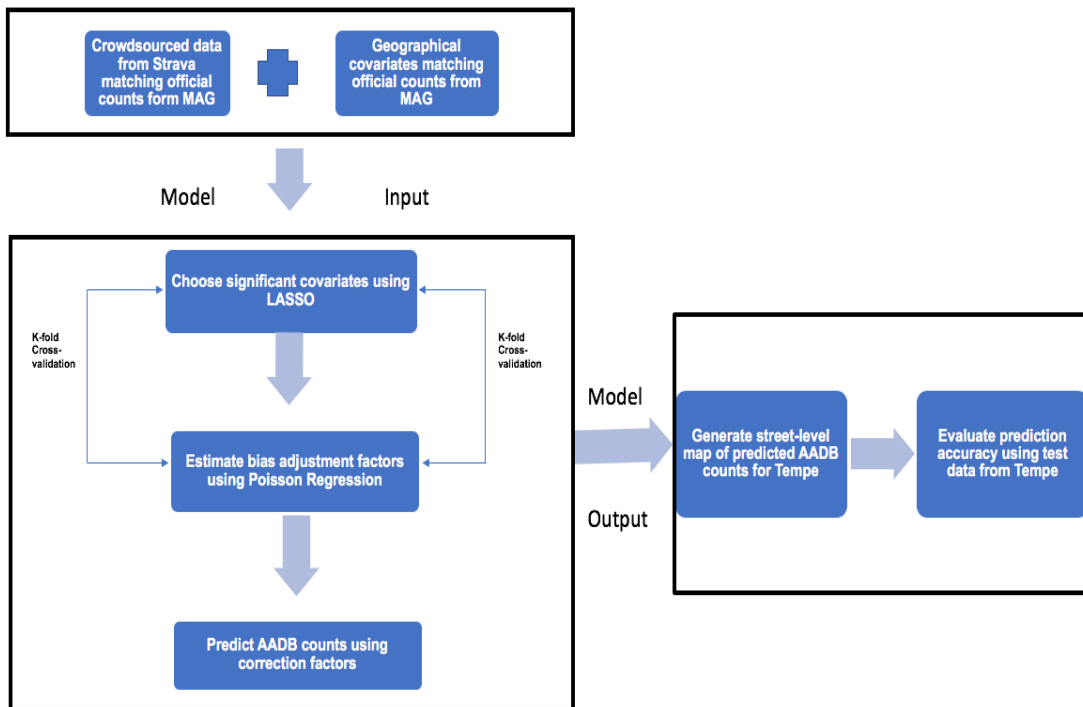 Crowdsourced data
from Strava
matching official
counts form MAG
Geographical
covariates matching
official counts from
MAG
Model
Input
Choose significant covariates using
LASSO
K-fold
Cross-
validation
K-fold
Cross-
validation
Estimate bias adjustment factors
using Poisson Regression
Predict AADB counts using
correction factors
Model
Output
Generate street-level
map of predicted AADB
counts for Tempe
Evaluate prediction
accuracy using test
data from Tempe